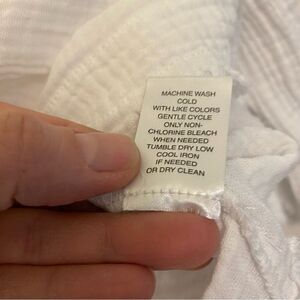 MACHINE WASH
COLD
WITH LIKE COLORS
GENTLE CYCLE
ONLY NON-
CHLORINE BLEACH
WHEN NEEDED
TUMBLE DRY LOW
COOL IRON
IF NEEDED
OR DRY CLEAN